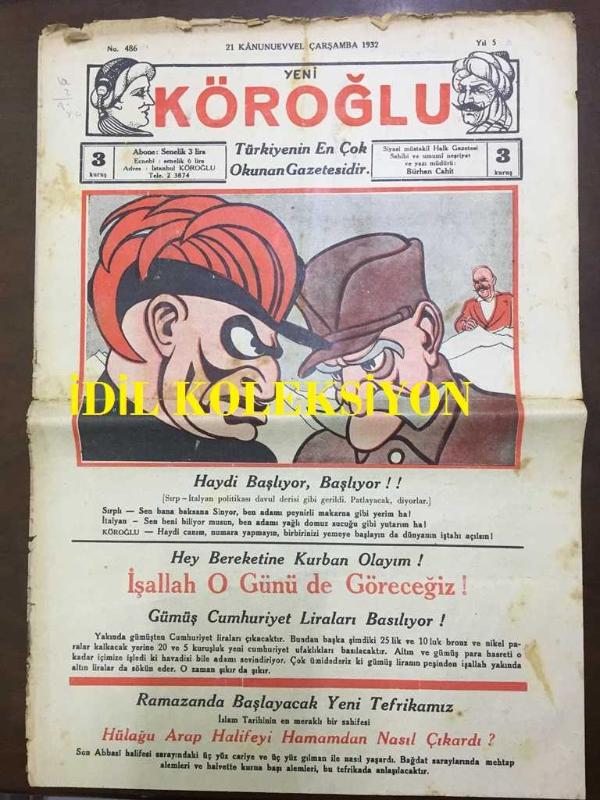 No. 486
21 KÂNUNUEVVEL ÇARŞAMBA 1932
Yıl 5
YENİ
KÖROĞLU
3
kuruş
Abone: Senelik 3 lira
Ecnebi : senelik 6 lira
Adres : İstanbul KÖROĞLU
Tele. 2 3874
Türkiyenin En Çok
Okunan Gazetesidir.
Siyasî müstakil Halk Gazetesi
Sahibi ve umumî neşriyat
ve yazı müdürü:
Bürhan Cahit
3
kuruş
İDİL KOLEKSİYON
Haydi Başlıyor, Başlıyor ! !
[Sırp - İtalyan politikası davul derisi gibi gerildi. Patlayacak, diyorlar.]
Sırplı — Sen bana baksana Sinyor, ben adamı peynirli makarna gibi yerim ha!
İtalyan — Sen beni biliyor musun, ben adamı yağlı domuz sucuğu gibi yutarım ha!
KÖROĞLU — Haydi canım, numara yapmayın, birbirinizi yemeye başlayın da dünyanın iştahı açılsın!
Hey Bereketine Kurban Olayım !
İşallah O Günü de Göreceğiz !
Gümüş Cumhuriyet Liraları Basılıyor !
Yakında gümüşten Cumhuriyet liraları çıkacaktır. Bundan başka şimdiki 25 lik ve 10 luk bronz ve nikel pa-
ralar kalkacak yerine 20 ve 5 kuruşluk yeni cumhuriyet ufaklıkları basılacaktır. Altın ve gümüş para hasreti o
kadar içimize işledi ki havadisi bile adamı sevindiriyor. Çok ümidederiz ki gümüş liranın peşinden işallah yakında
altın liralar da sökün eder. O zaman şıkır da şıkır.
Ramazanda Başlayacak Yeni Tefrikamız
İslam Tarihinin en meraklı bir sahifesi
Hülağu Arap Halifeyi Hamamdan Nasıl Çıkardı ?
Son Abbasî halifesi sarayındaki üç yüz cariye ve üç yüz gılman ile nasıl yaşardı. Bağdat saraylarında mehtap
alemleri ve halvette kurna başı alemleri, bu tefrikada anlaşılacaktır.